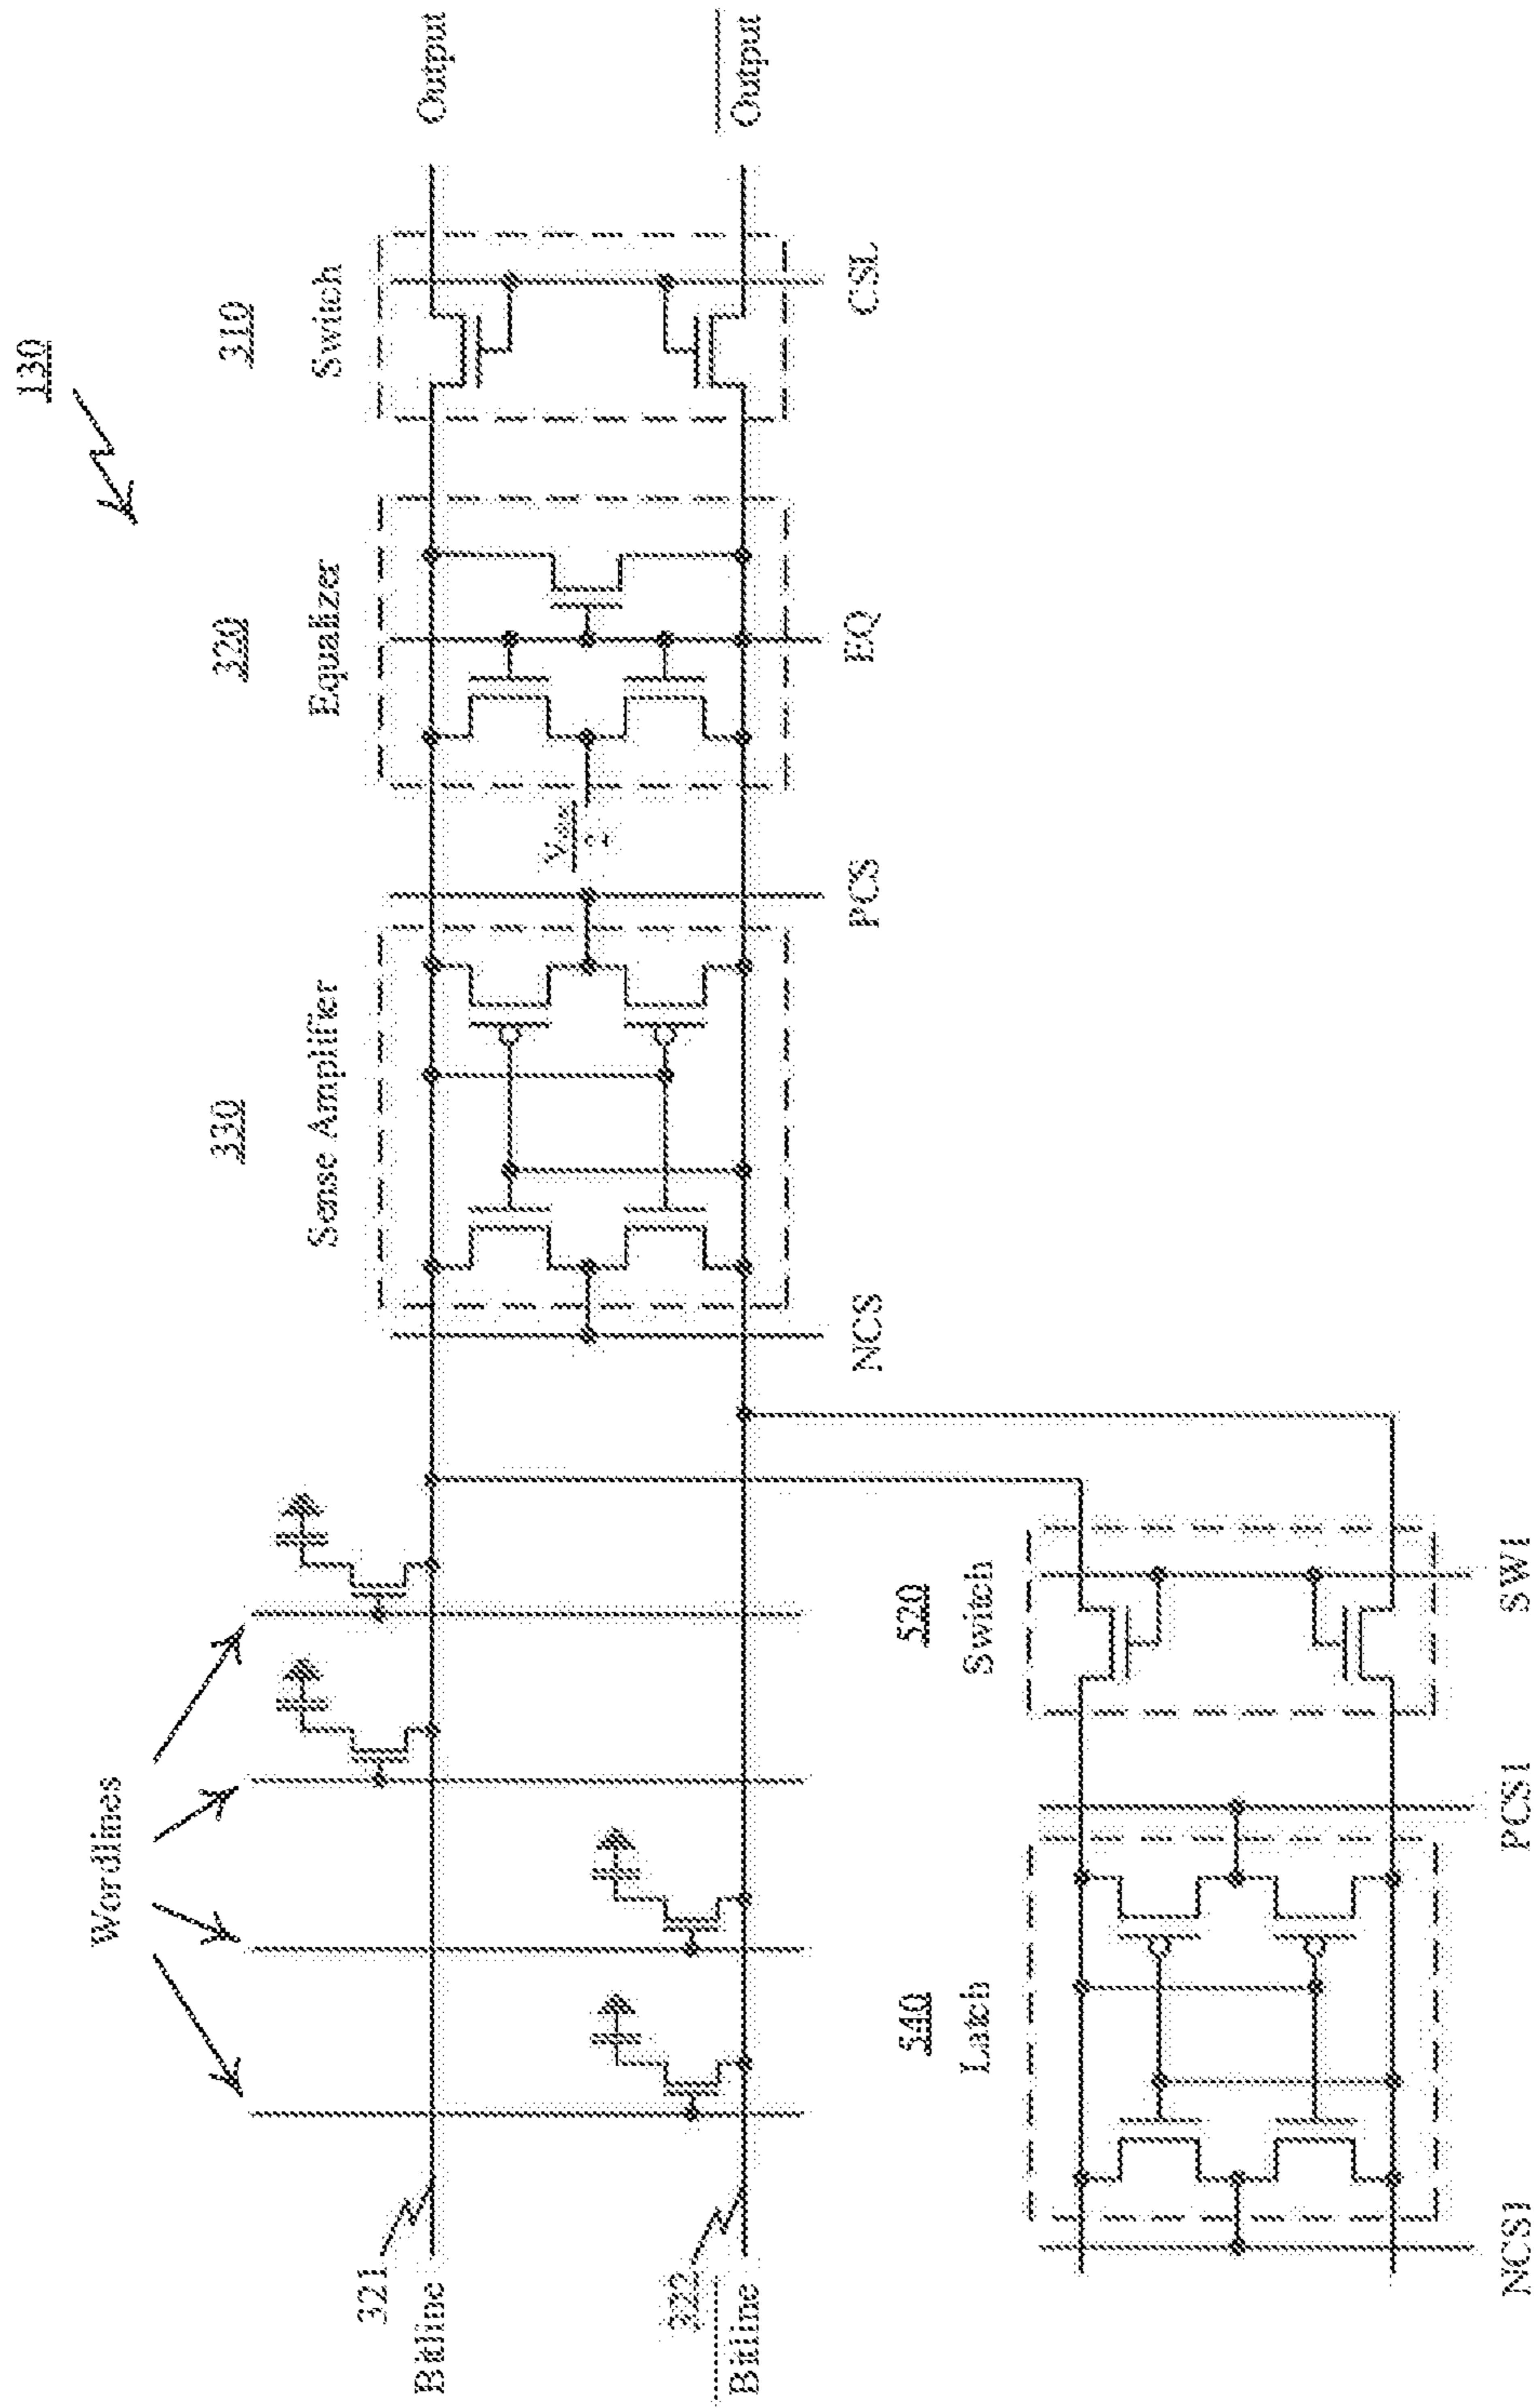 130
Wordlines
330
320
310
Sense Amplifier
Equalizer
Switch
321
Bitline
Output
322
Bitline
Output
2
NCS
PCS
EQ
CSL
540
Latch
520
Switch
NCS1
PCS1
SW1